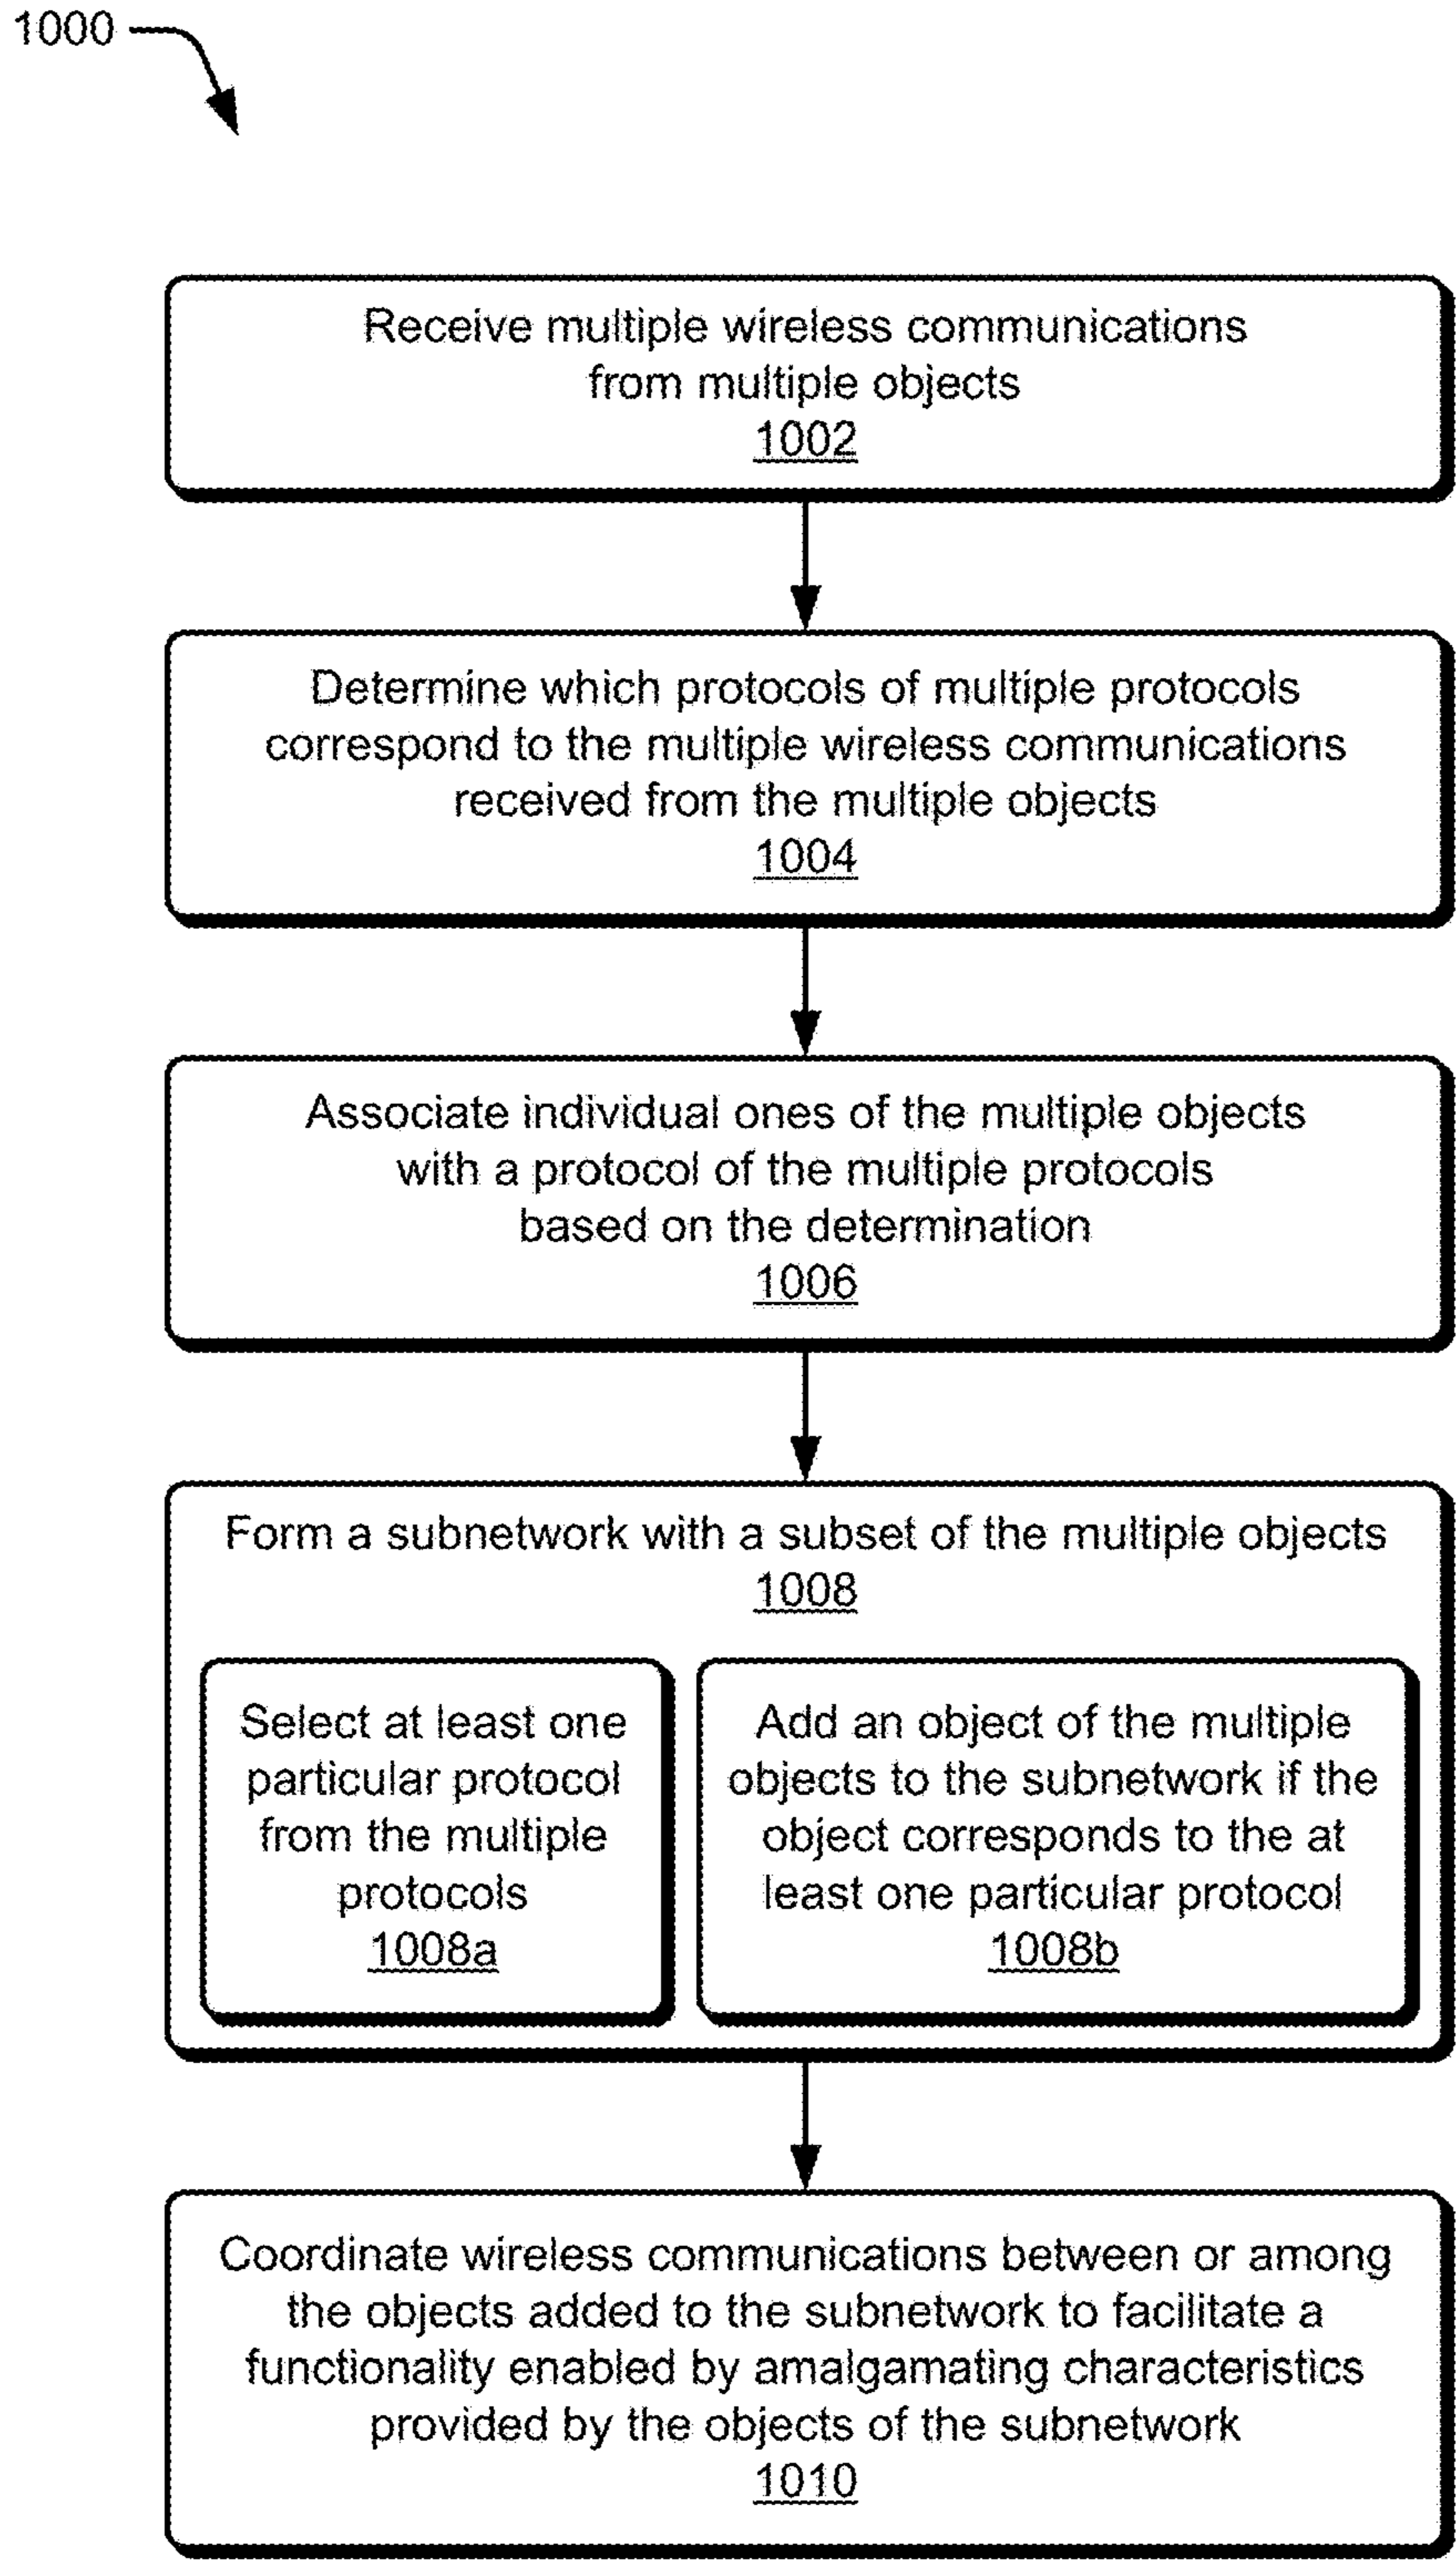 1000
Receive multiple wireless communications
from multiple objects
1002
Determine which protocols of multiple protocols
correspond to the multiple wireless communications
received from the multiple objects
1004
Associate individual ones of the multiple objects
with a protocol of the multiple protocols
based on the determination
1006
Form a subnetwork with a subset of the multiple objects
1008
Select at least one
particular protocol
from the multiple
protocols
1008a
Add an object of the multiple
objects to the subnetwork if the
object corresponds to the at
least one particular protocol
1008b
Coordinate wireless communications between or among
the objects added to the subnetwork to facilitate a
functionality enabled by amalgamating characteristics
provided by the objects of the subnetwork
1010